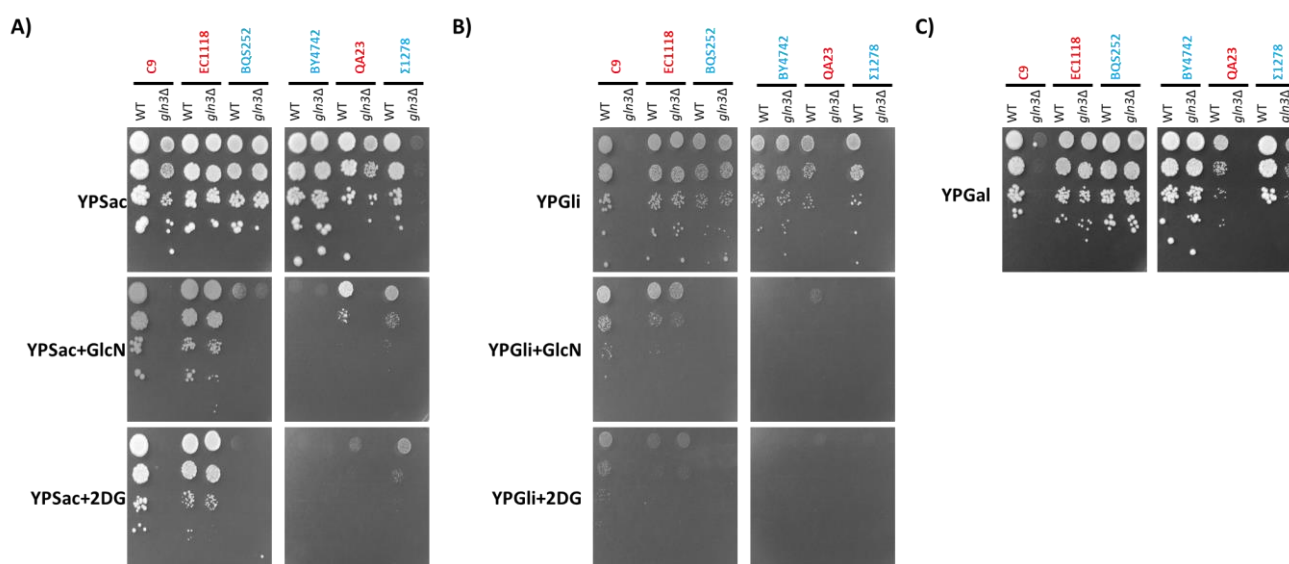 A)
C9
EC1118
BQS252
BY4742
QA23
Σ1278
WT
gln3Δ
WT
gln3Δ
WT
gln3Δ
WT
gln3Δ
WT
gln3Δ
WT
gln3Δ
YPSac
YPSac+GlcN
YPSac+2DG
B)
C9
EC1118
BQS252
BY4742
QA23
Σ1278
WT
gln3Δ
WT
gln3Δ
WT
gln3Δ
WT
gln3Δ
WT
gln3Δ
WT
gln3Δ
YPGli
YPGli+GlcN
YPGli+2DG
C)
C9
EC1118
BQS252
BY4742
QA23
Σ1278
WT
gln3Δ
WT
gln3Δ
WT
gln3Δ
WT
gln3Δ
WT
gln3Δ
WT
gln3Δ
YPGal